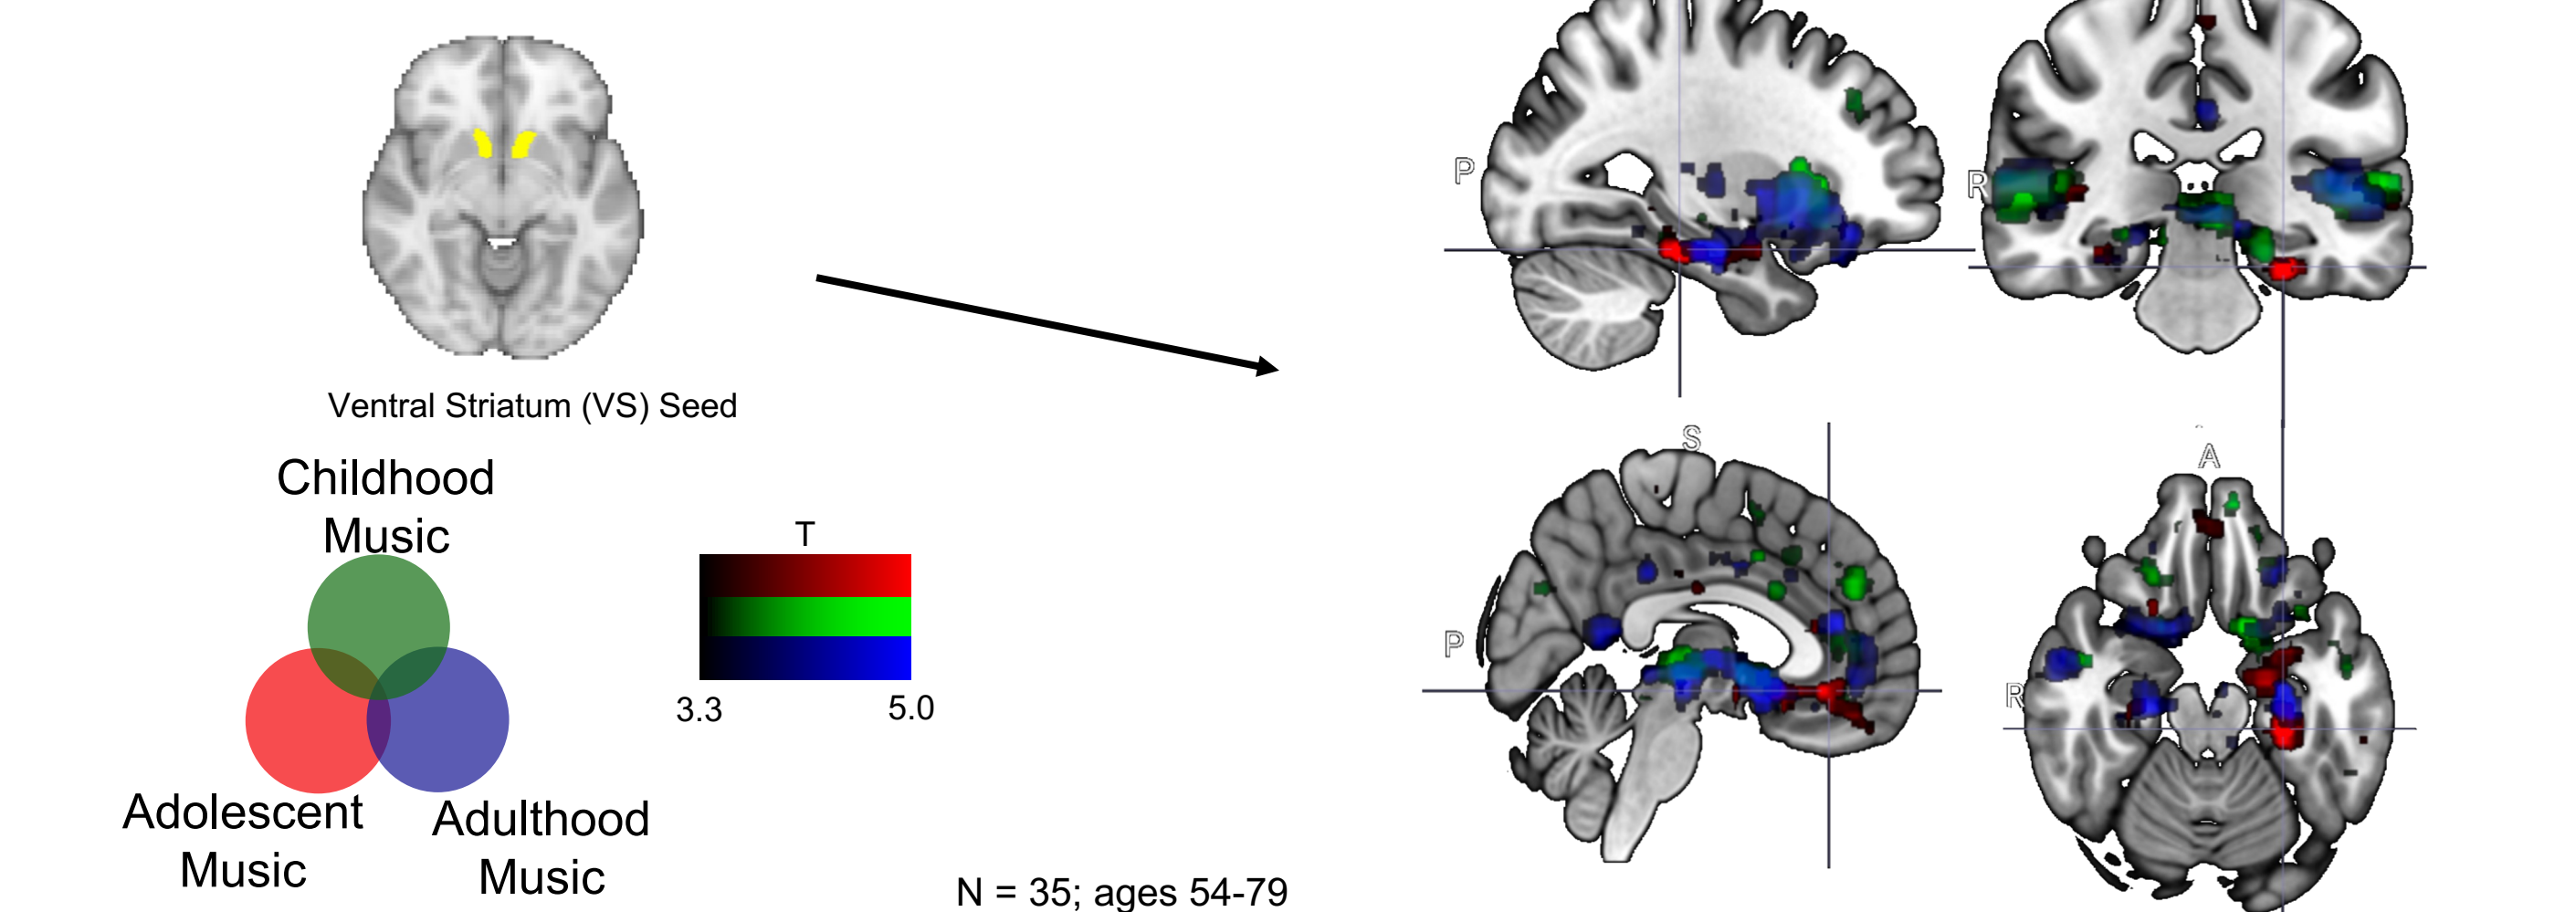 Ventral Striatum (VS) Seed
Childhood
Music
Adolescent
Music
Adulthood
Music
T
3.3
5.0
N = 35; ages 54-79
P
R
S
P
A
R